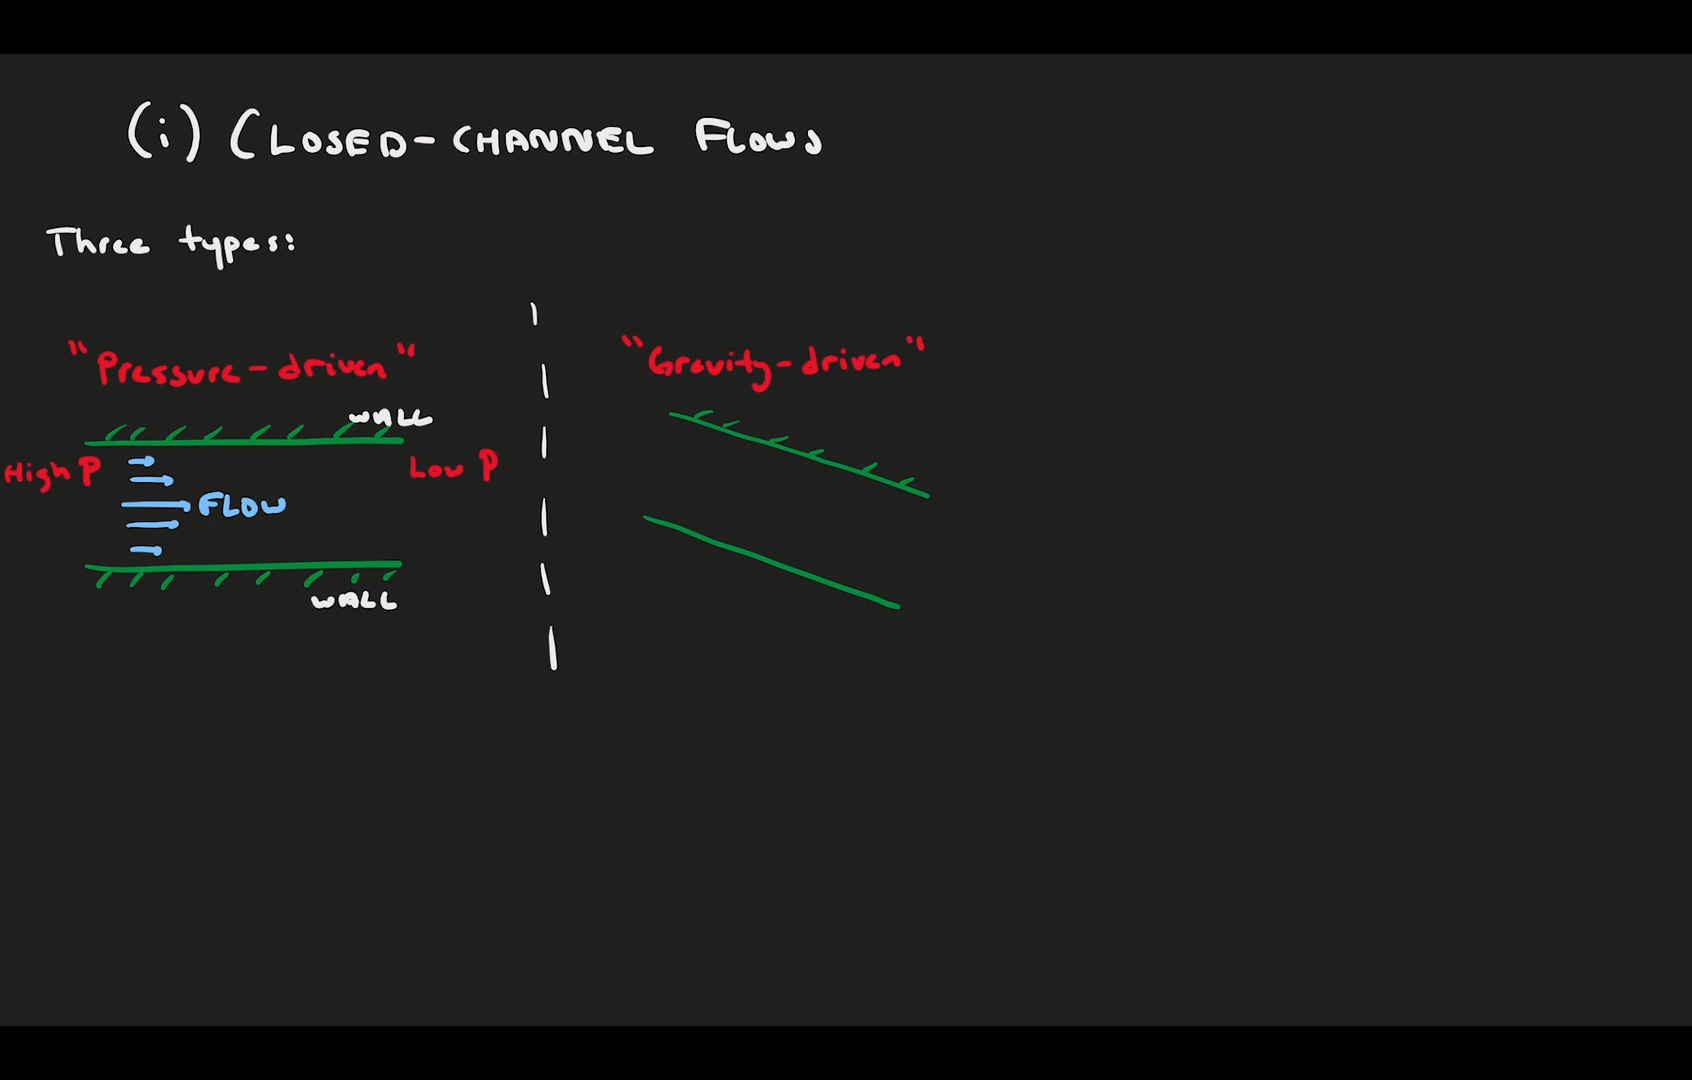 (i) CLOSED-CHANNEL FLOWS
Three types:
"Pressure-driven"
WALL
High P
Low P
FLOW
WALL
"Gravity-driven"